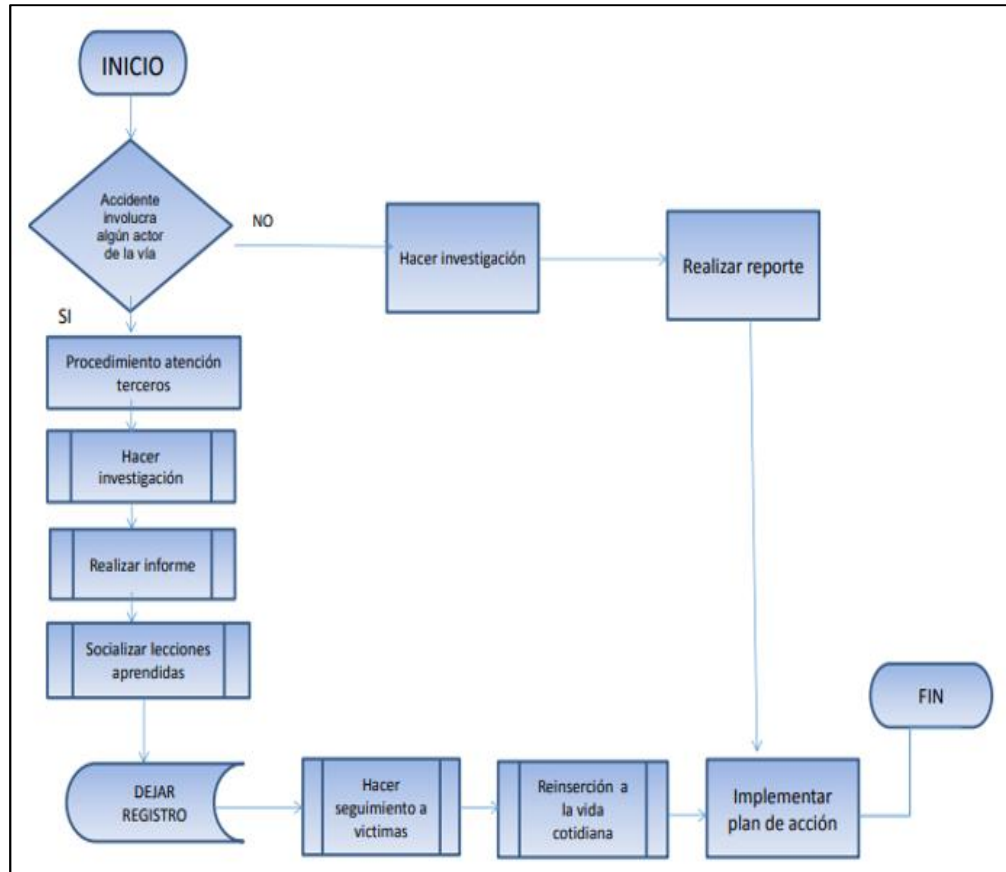 INICIO
Accidente
involucra
algún actor
de la vía
NO
Hacer investigación
Realizar reporte
SI
Procedimiento atención
terceros
Hacer
investigación
Realizar informe
Socializar lecciones
aprendidas
DEJAR
REGISTRO
Hacer
seguimiento a
victimas
Reinserción a
la vida
cotidiana
Implementar
plan de acción
FIN